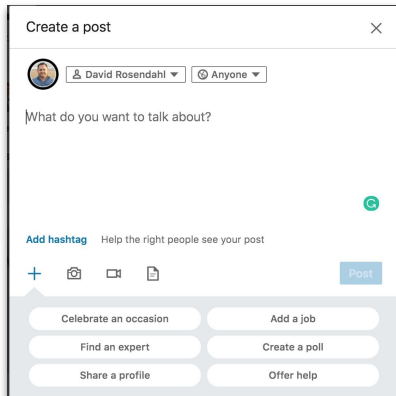 Create a post
David Rosendahl Anyone
What do you want to talk about?
Add hashtag Help the right people see your post
Post
Celebrate an occasion Add a job
Find an expert Create a poll
Share a profile Offer help